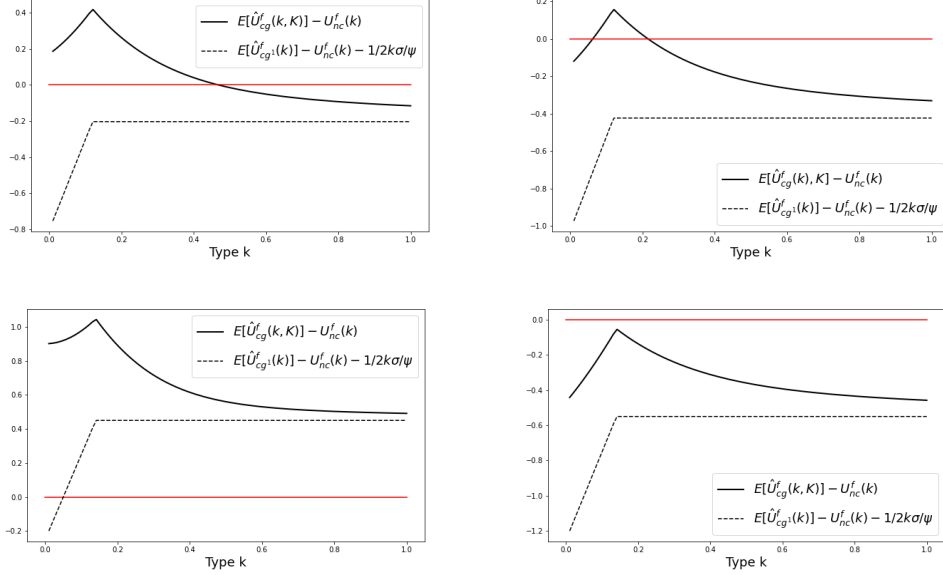 0.4
0.2
0.0
−0.2
−0.4
−0.6
−0.8
E[Û^f_cg(k, K)] − U^f_nc(k)
E[Û^f_cg¹(k)] − U^f_nc(k) − 1/2kσ/ψ
0.0 0.2 0.4 0.6 0.8 1.0
Type k
0.2
0.0
−0.2
−0.4
−0.6
−0.8
−1.0
E[Û^f_cg(k), K] − U^f_nc(k)
E[Û^f_cg¹(k)] − U^f_nc(k) − 1/2kσ/ψ
0.0 0.2 0.4 0.6 0.8 1.0
Type k
1.0
0.8
0.6
0.4
0.2
0.0
−0.2
E[Û^f_cg(k, K)] − U^f_nc(k)
E[Û^f_cg¹(k)] − U^f_nc(k) − 1/2kσ/ψ
0.0 0.2 0.4 0.6 0.8 1.0
Type k
0.0
−0.2
−0.4
−0.6
−0.8
−1.0
−1.2
E[Û^f_cg(k, K)] − U^f_nc(k)
E[Û^f_cg¹(k)] − U^f_nc(k) − 1/2kσ/ψ
0.0 0.2 0.4 0.6 0.8 1.0
Type k